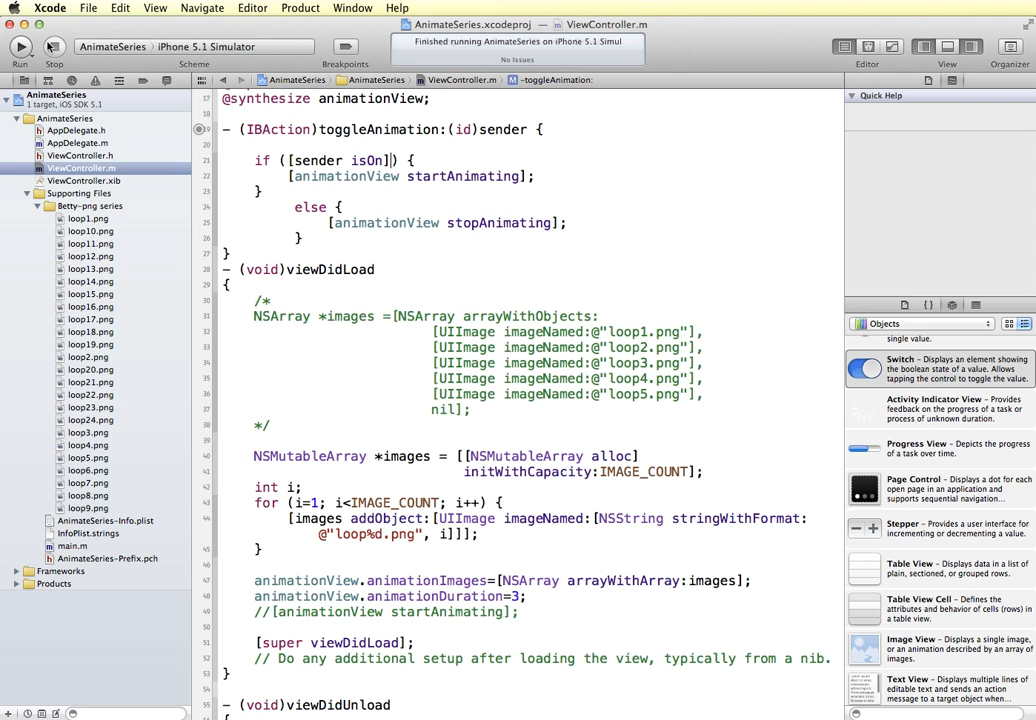 Xcode File Edit View Navigate Editor Product Window Help
AnimateSeries.xcodeproj — ViewController.m
AnimateSeries › iPhone 5.1 Simulator
Finished running AnimateSeries on iPhone 5.1 Simul
No Issues
Run Stop Scheme Breakpoints Editor View Organizer
AnimateSeries
1 target, iOS SDK 5.1
AnimateSeries
AppDelegate.h
AppDelegate.m
ViewController.h
ViewController.m
ViewController.xib
Supporting Files
Betty-png series
loop1.png
loop10.png
loop11.png
loop12.png
loop13.png
loop14.png
loop15.png
loop16.png
loop17.png
loop18.png
loop19.png
loop2.png
loop20.png
loop21.png
loop22.png
loop23.png
loop24.png
loop3.png
loop4.png
loop5.png
loop6.png
loop7.png
loop8.png
loop9.png
AnimateSeries-Info.plist
InfoPlist.strings
main.m
AnimateSeries-Prefix.pch
Frameworks
Products
AnimateSeries AnimateSeries ViewController.m M -toggleAnimation:
17 @synthesize animationView;
18
19 - (IBAction)toggleAnimation:(id)sender {
20
21 if ([sender isOn]) {
22 [animationView startAnimating];
23 }
24 else {
25 [animationView stopAnimating];
26 }
27 }
28 - (void)viewDidLoad
29 {
30 /*
31 NSArray *images =[NSArray arrayWithObjects:
32 [UIImage imageNamed:@"loop1.png"],
33 [UIImage imageNamed:@"loop2.png"],
34 [UIImage imageNamed:@"loop3.png"],
35 [UIImage imageNamed:@"loop4.png"],
36 [UIImage imageNamed:@"loop5.png"],
37 nil];
38 */
39
40 NSMutableArray *images = [[NSMutableArray alloc]
41 initWithCapacity:IMAGE_COUNT];
42 int i;
43 for (i=1; i<IMAGE_COUNT; i++) {
44 [images addObject:[UIImage imageNamed:[NSString stringWithFormat:
@"loop%d.png", i]]];
45 }
46
47 animationView.animationImages=[NSArray arrayWithArray:images];
48 animationView.animationDuration=3;
49 //[animationView startAnimating];
50
51 [super viewDidLoad];
52 // Do any additional setup after loading the view, typically from a nib.
53 }
54
55 - (void)viewDidUnload
{
Quick Help
Objects
single value.
Switch – Displays an element showing
the boolean state of a value. Allows
tapping the control to toggle the value.
Activity Indicator View – Provides
feedback on the progress of a task or
process of unknown duration.
Progress View – Depicts the progress
of a task over time.
Page Control – Displays a dot for each
open page in an application and
supports sequential navigation...
Stepper – Provides a user interface for
incrementing or decrementing a value.
Table View – Displays data in a list of
plain, sectioned, or grouped rows.
Table View Cell – Defines the
attributes and behavior of cells (rows) in
a table view.
Image View – Displays a single image,
or an animation described by an array of
images.
Text View – Displays multiple lines of
editable text and sends an action
message to a target object when...